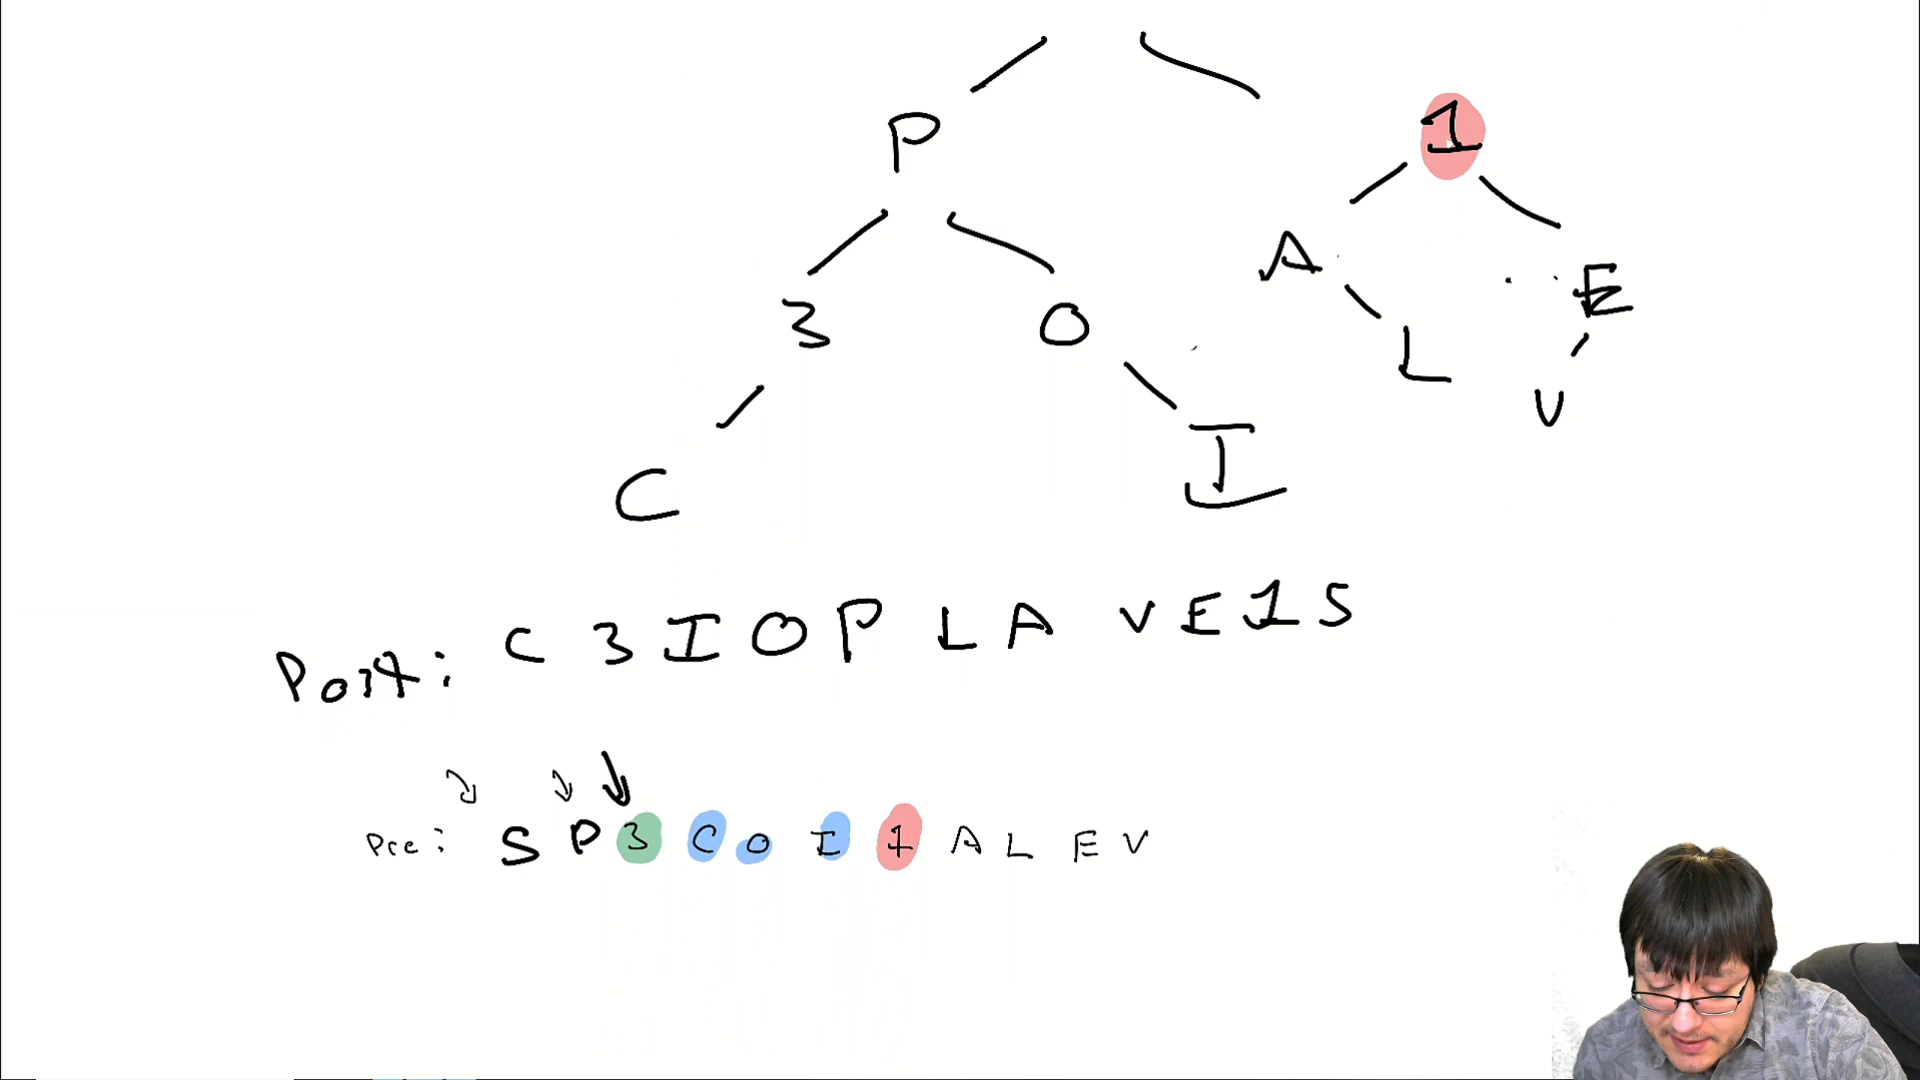 P 1
A E
3 O L
V
C I
Post: C 3 I O P L A V E 1 S
Pre: S P 3 C O I 1 A L E V